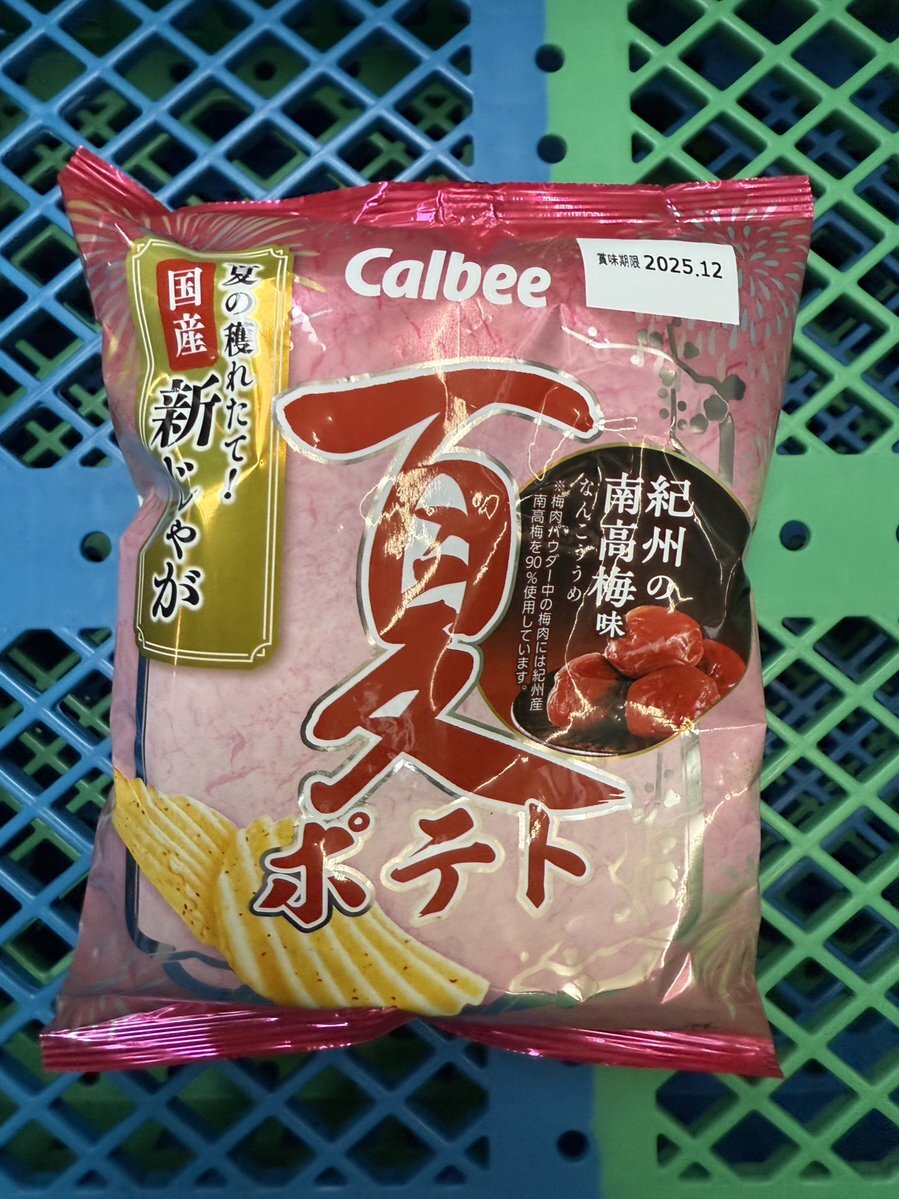 Calbee
賞味期限 2025.12
夏の穫れたて！
国産
新じゃが
夏
ポテト
紀州の
南高梅味
なんこううめ
※梅肉パウダー中の梅肉には紀州産
南高梅を90%使用しています。